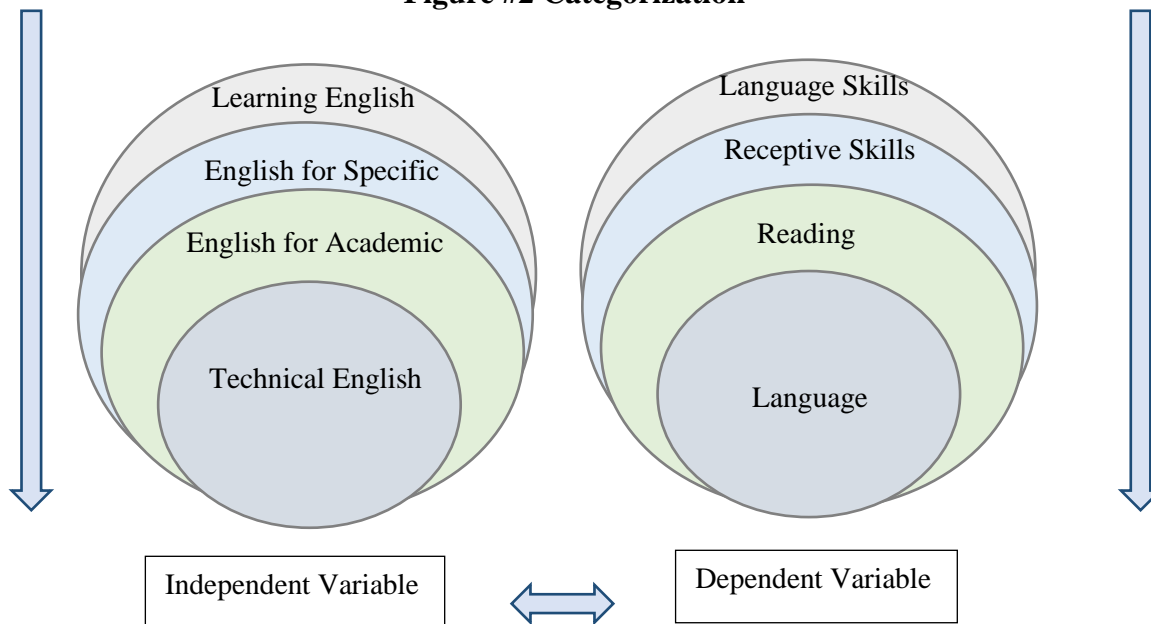 Figure #2 Categorization
Learning English
English for Specific
English for Academic
Technical English
Language Skills
Receptive Skills
Reading
Language
Independent Variable
Dependent Variable